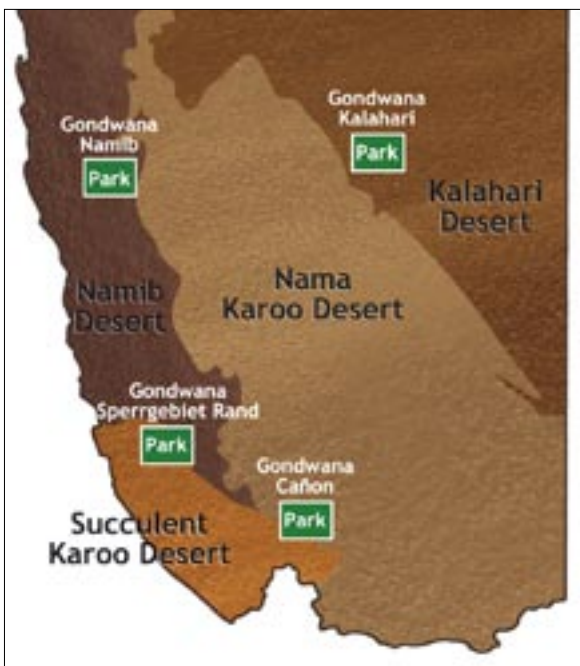 Gondwana
Namib
Park
Gondwana
Kalahari
Park
Kalahari
Desert
Namib
Desert
Nama
Karoo Desert
Gondwana
Sperrgebiet Rand
Park
Gondwana
Cañon
Park
Succulent
Karoo Desert